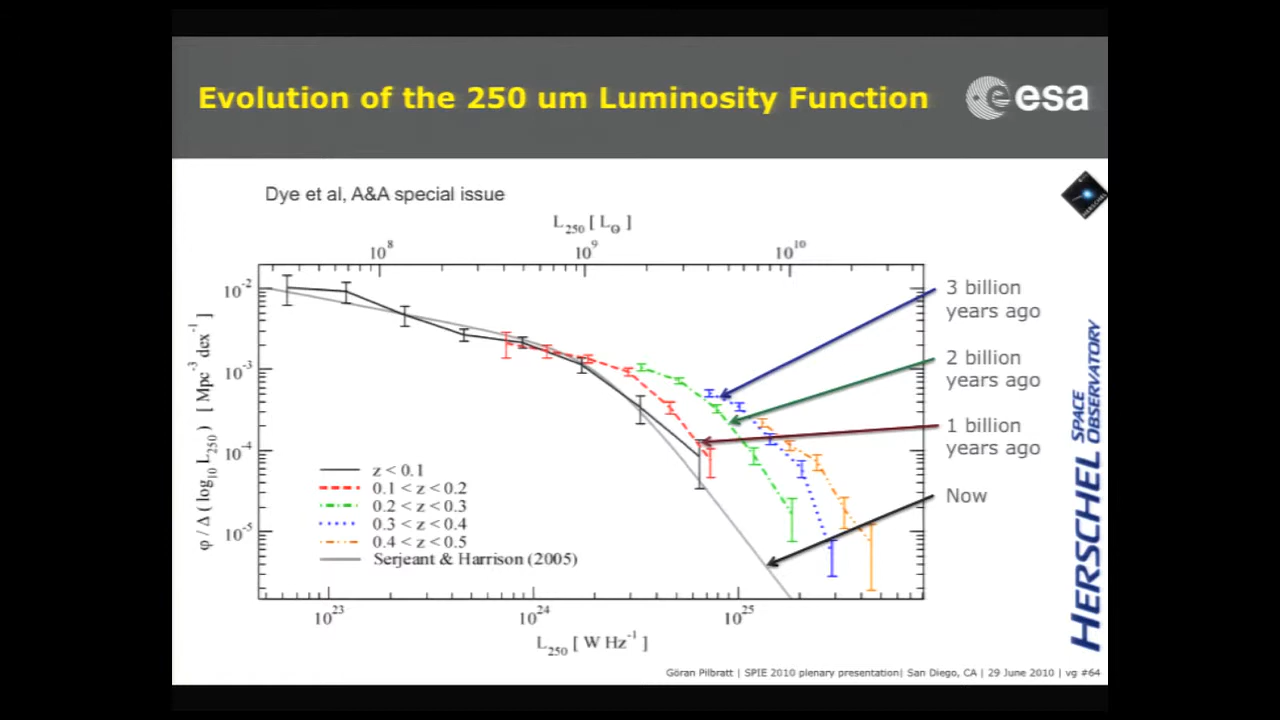 Evolution of the 250 um Luminosity Function
esa
Dye et al, A&A special issue
HERSCHEL
L250 [ L⊙ ]
10^8 10^9 10^10
10^-2
10^-3
10^-4
10^-5
φ / Δ ( log10 L250 ) [ Mpc^-3 dex^-1 ]
3 billion
years ago
2 billion
years ago
1 billion
years ago
Now
z < 0.1
0.1 < z < 0.2
0.2 < z < 0.3
0.3 < z < 0.4
0.4 < z < 0.5
Serjeant & Harrison (2005)
10^23 10^24 10^25
L250 [ W Hz^-1 ]
HERSCHEL SPACE
OBSERVATORY
Göran Pilbratt | SPIE 2010 plenary presentation| San Diego, CA | 29 June 2010 | vg #64